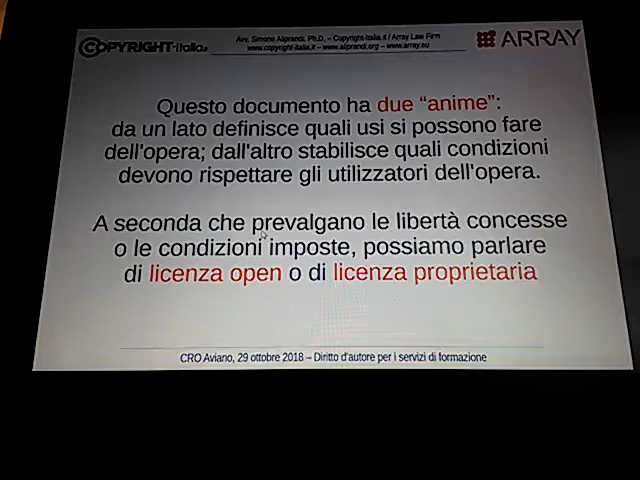 COPYRIGHT-Italia.it
Avv. Simone Aliprandi, Ph.D. – Copyright-Italia.it / Array Law Firm
www.copyright-italia.it – www.aliprandi.org – www.array.eu
ARRAY
Questo documento ha due “anime”:
da un lato definisce quali usi si possono fare
dell'opera; dall'altro stabilisce quali condizioni
devono rispettare gli utilizzatori dell'opera.
A seconda che prevalgano le libertà concesse
o le condizioni imposte, possiamo parlare
di licenza open o di licenza proprietaria
CRO Aviano, 29 ottobre 2018 – Diritto d'autore per i servizi di formazione